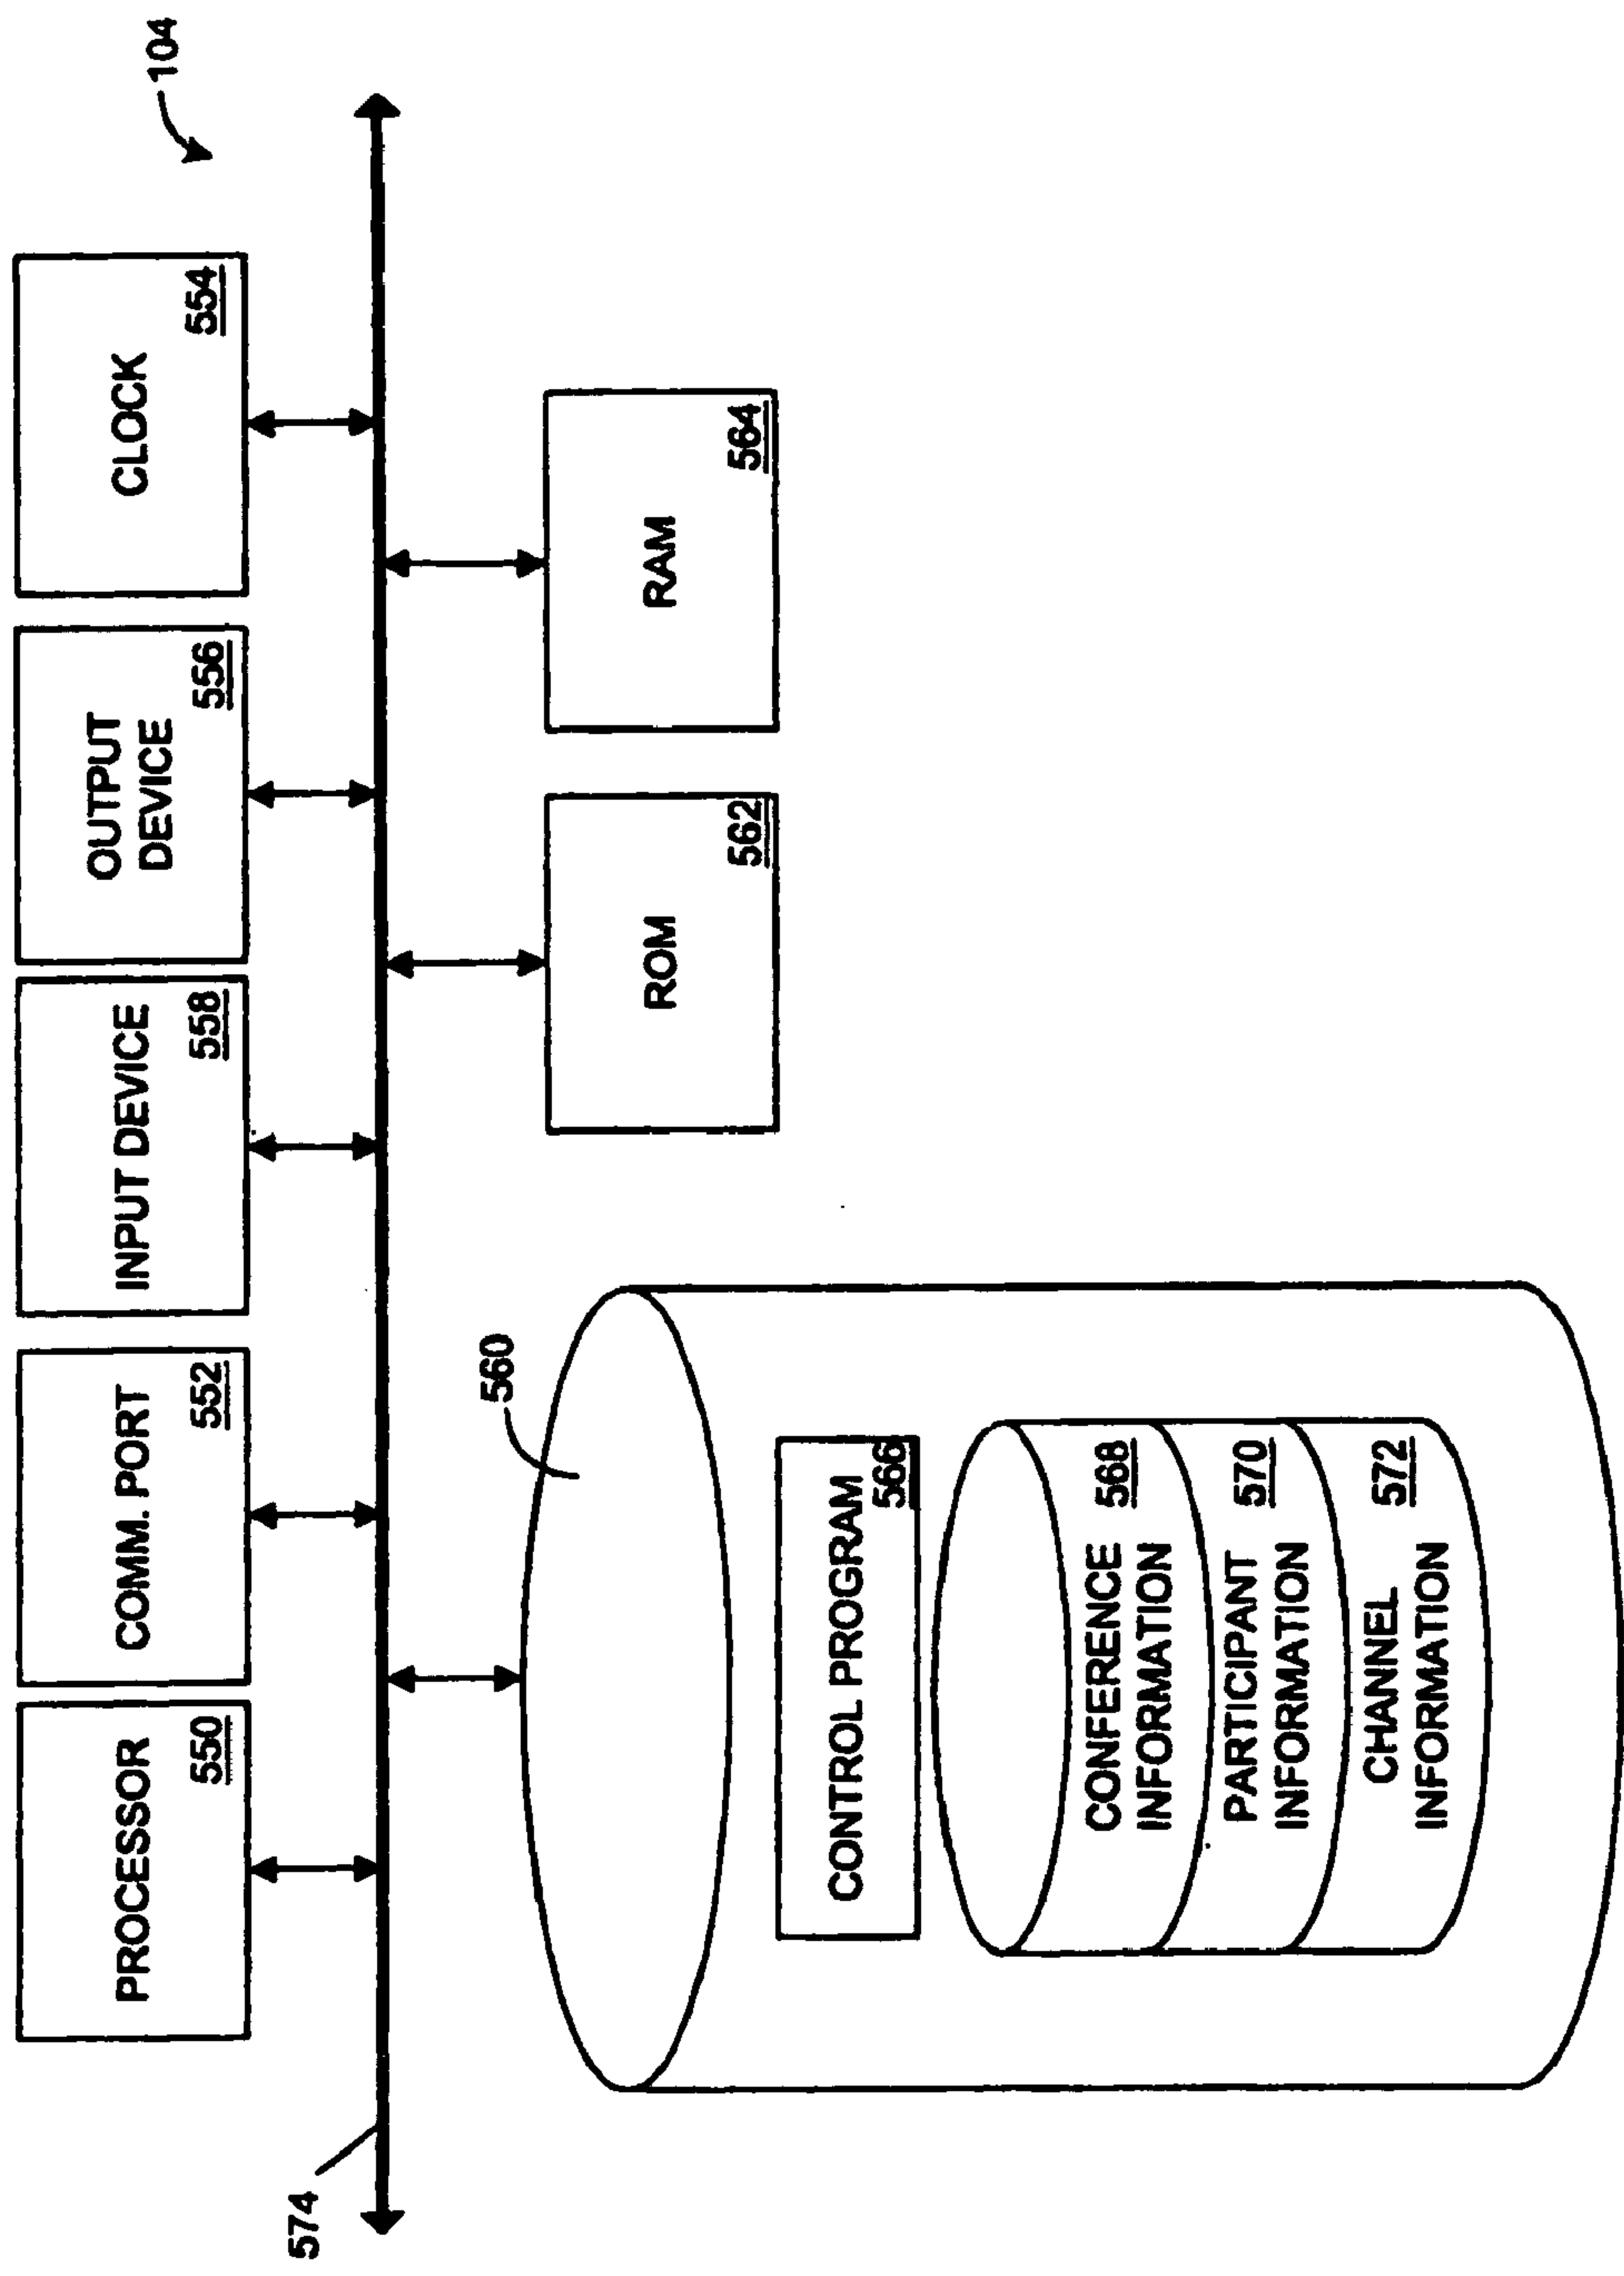 104
PROCESSOR
550
COMM. PORT
552
INPUT DEVICE
558
OUTPUT
DEVICE
556
CLOCK
554
574
560
ROM
562
RAM
564
CONTROL PROGRAM
566
CONFERENCE
INFORMATION
568
PARTICIPANT
INFORMATION
570
CHANNEL
INFORMATION
572